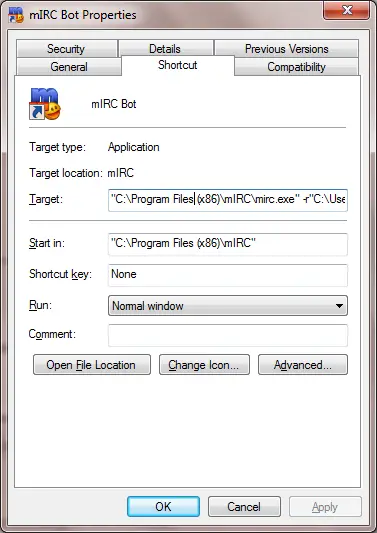 mIRC Bot Properties
Security Details Previous Versions
General Shortcut Compatibility
mIRC Bot
Target type: Application
Target location: mIRC
Target: "C:\Program Files (x86)\mIRC\mirc.exe" -r"C:\Use
Start in: "C:\Program Files (x86)\mIRC"
Shortcut key: None
Run: Normal window
Comment:
Open File Location Change Icon... Advanced...
OK Cancel Apply